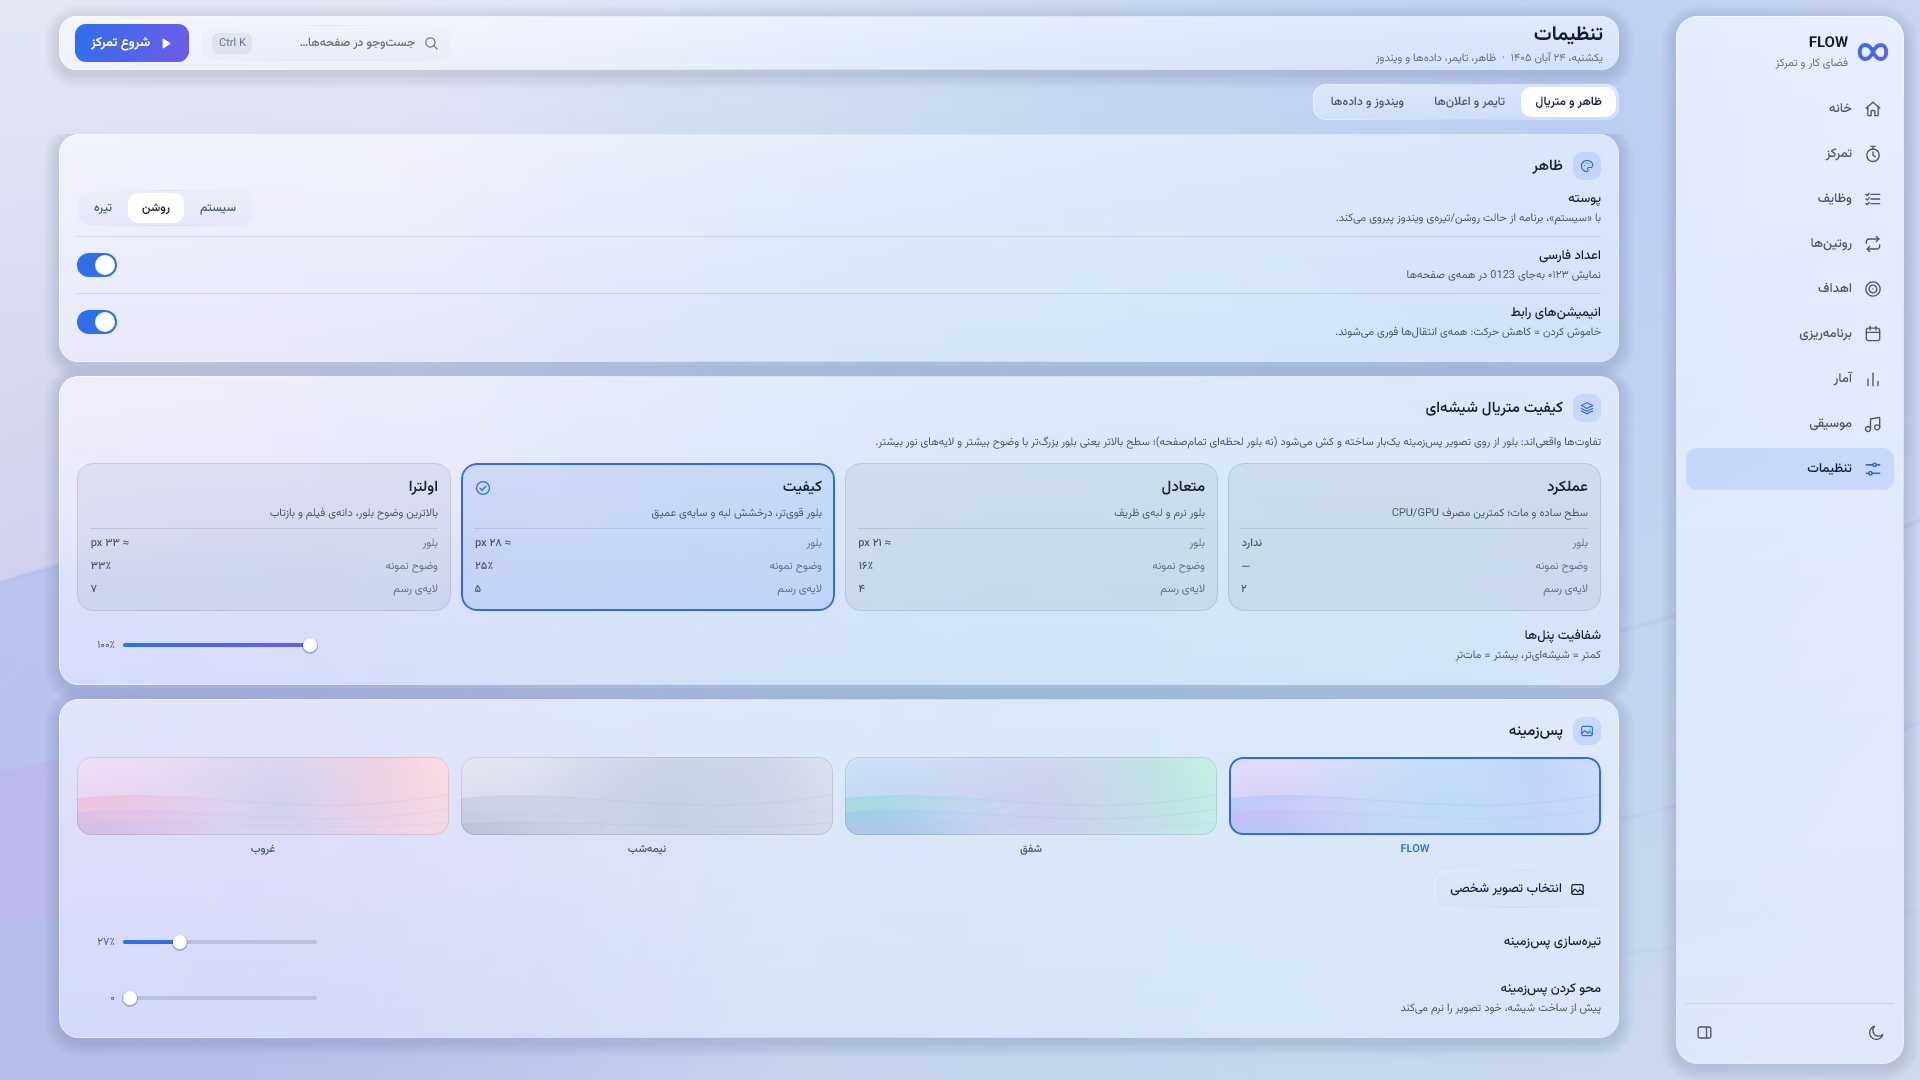 FLOW
فضای کار و تمرکز
خانه
تمرکز
وظایف
روتین‌ها
اهداف
برنامه‌ریزی
آمار
موسیقی
تنظیمات
تنظیمات
یکشنبه، ۲۴ آبان ۱۴۰۵ · ظاهر، تایمر، داده‌ها و ویندوز
جست‌وجو در صفحه‌ها... Ctrl K
شروع تمرکز
ظاهر و متریال
تایمر و اعلان‌ها
ویندوز و داده‌ها
ظاهر
پوسته
با «سیستم»، برنامه از حالت روشن/تیره‌ی ویندوز پیروی می‌کند.
سیستم
روشن
تیره
اعداد فارسی
نمایش ۰۱۲۳ به‌جای 0123 در همه‌ی صفحه‌ها
انیمیشن‌های رابط
خاموش کردن = کاهش حرکت: همه‌ی انتقال‌ها فوری می‌شوند.
کیفیت متریال شیشه‌ای
تفاوت‌ها واقعی‌اند: بلور از روی تصویر پس‌زمینه یک‌بار ساخته و کش می‌شود (نه بلور لحظه‌ای تمام‌صفحه)؛ سطح بالاتر یعنی بلور بزرگ‌تر با وضوح بیشتر و لایه‌های نور بیشتر.
عملکرد
سطح ساده و مات؛ کمترین مصرف CPU/GPU
بلور ندارد
وضوح نمونه —
لایه‌ی رسم ۲
متعادل
بلور نرم و لبه‌ی ظریف
بلور ≈ ۲۱ px
وضوح نمونه ۱۶٪
لایه‌ی رسم ۴
کیفیت
بلور قوی‌تر، درخشش لبه و سایه‌ی عمیق
بلور ≈ ۲۸ px
وضوح نمونه ۲۵٪
لایه‌ی رسم ۵
اولترا
بالاترین وضوح بلور، دانه‌ی فیلم و بازتاب
بلور ≈ ۳۳ px
وضوح نمونه ۳۳٪
لایه‌ی رسم ۷
شفافیت پنل‌ها
کمتر = شیشه‌ای‌تر، بیشتر = مات‌تر
۱۰۰٪
پس‌زمینه
FLOW
شفق
نیمه‌شب
غروب
انتخاب تصویر شخصی
تیره‌سازی پس‌زمینه
۲۷٪
محو کردن پس‌زمینه
پیش از ساخت شیشه، خود تصویر را نرم می‌کند
۰